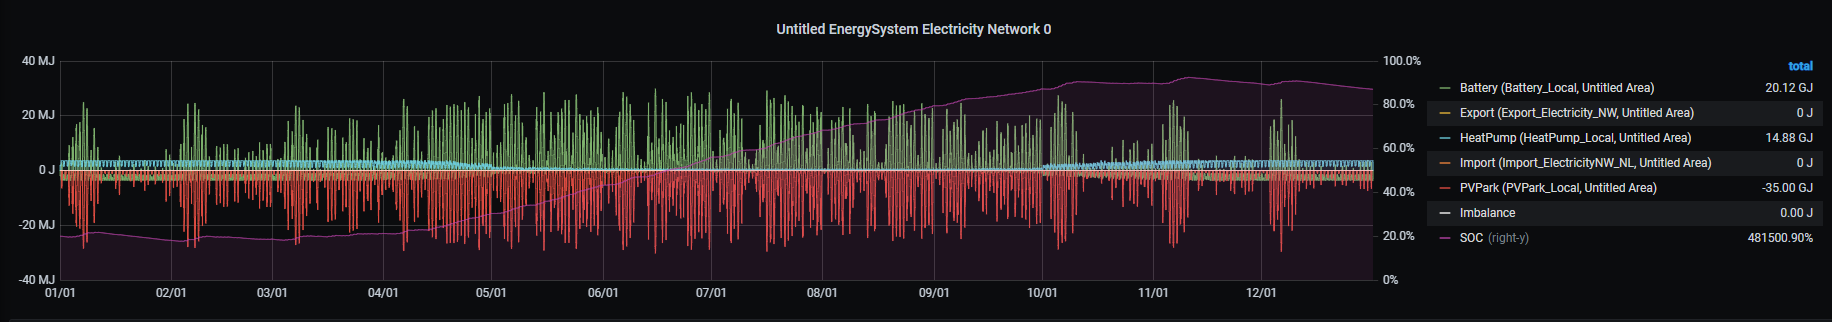 Untitled EnergySystem Electricity Network 0
40 MJ
20 MJ
0 J
-20 MJ
-40 MJ
100.0%
80.0%
60.0%
40.0%
20.0%
0%
01/01 02/01 03/01 04/01 05/01 06/01 07/01 08/01 09/01 10/01 11/01 12/01
total
Battery (Battery_Local, Untitled Area) 20.12 GJ
Export (Export_Electricity_NW, Untitled Area) 0 J
HeatPump (HeatPump_Local, Untitled Area) 14.88 GJ
Import (Import_ElectricityNW_NL, Untitled Area) 0 J
PVPark (PVPark_Local, Untitled Area) -35.00 GJ
Imbalance 0.00 J
SOC (right-y) 481500.90%